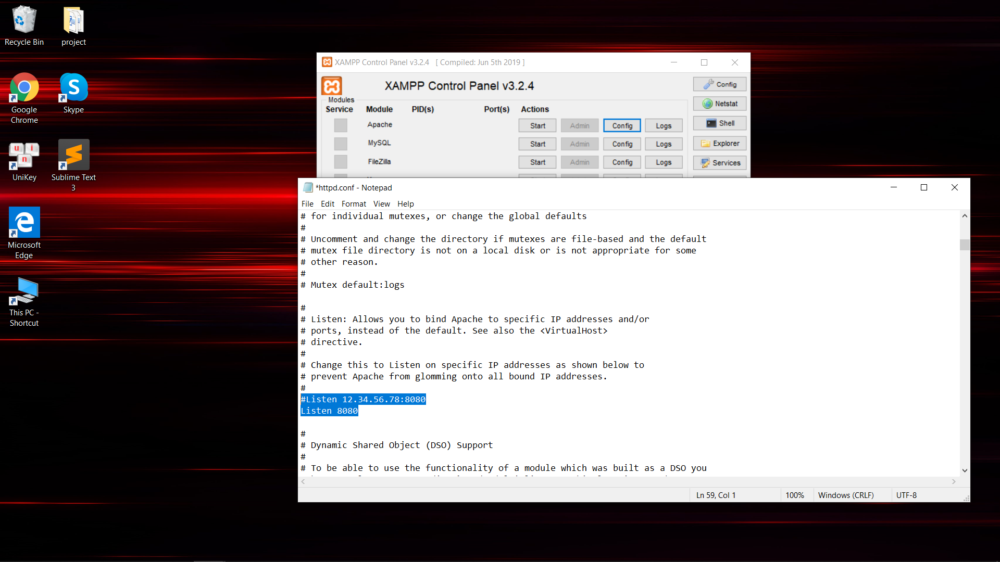 Recycle Bin
project
Google
Chrome
Skype
UniKey
Sublime Text
3
Microsoft
Edge
This PC -
Shortcut
XAMPP Control Panel v3.2.4 [ Compiled: Jun 5th 2019 ]
XAMPP Control Panel v3.2.4
Modules
Service Module PID(s) Port(s) Actions
Apache Start Admin Config Logs
MySQL Start Admin Config Logs
FileZilla Start Admin Config Logs
Config
Netstat
Shell
Explorer
Services
*httpd.conf - Notepad
File Edit Format View Help
# for individual mutexes, or change the global defaults
#
# Uncomment and change the directory if mutexes are file-based and the default
# mutex file directory is not on a local disk or is not appropriate for some
# other reason.
#
# Mutex default:logs
#
# Listen: Allows you to bind Apache to specific IP addresses and/or
# ports, instead of the default. See also the <VirtualHost>
# directive.
#
# Change this to Listen on specific IP addresses as shown below to
# prevent Apache from glomming onto all bound IP addresses.
#
#Listen 12.34.56.78:8080
Listen 8080
#
# Dynamic Shared Object (DSO) Support
#
# To be able to use the functionality of a module which was built as a DSO you
Ln 59, Col 1 100% Windows (CRLF) UTF-8